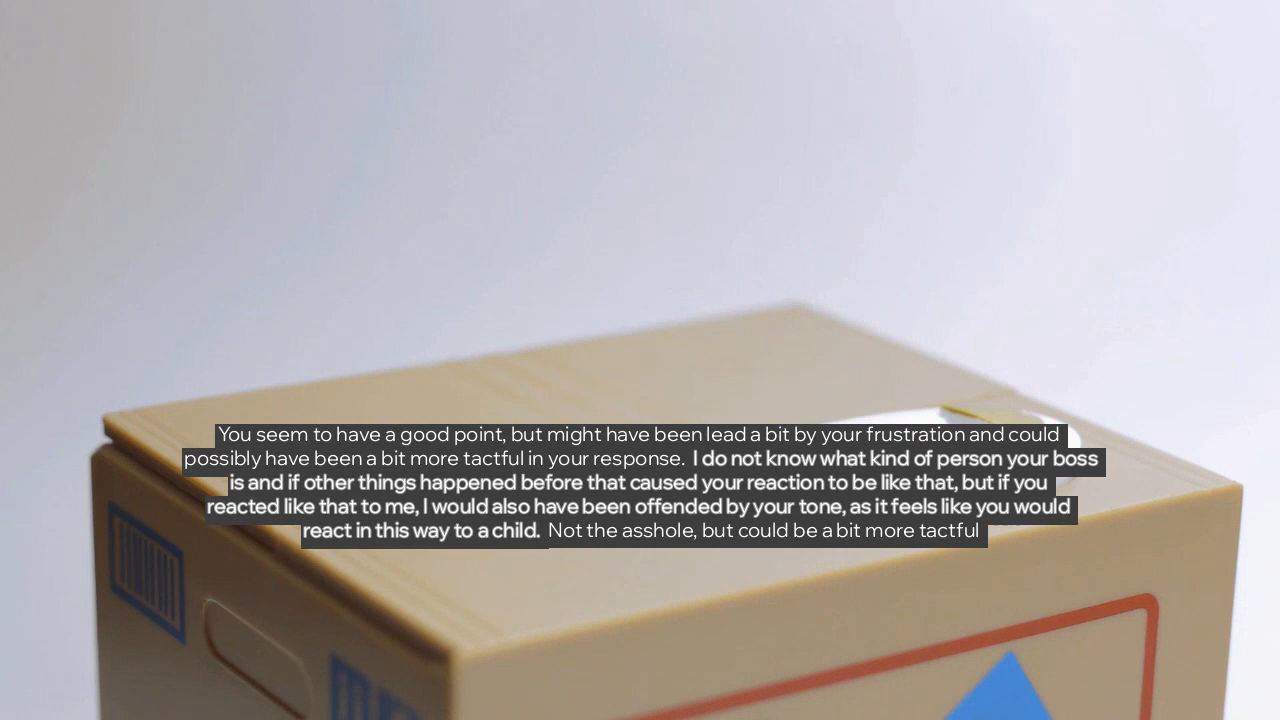 You seem to have a good point, but might have been lead a bit by your frustration and could
possibly have been a bit more tactful in your response. I do not know what kind of person your boss
is and if other things happened before that caused your reaction to be like that, but if you
reacted like that to me, I would also have been offended by your tone, as it feels like you would
react in this way to a child. Not the asshole, but could be a bit more tactful